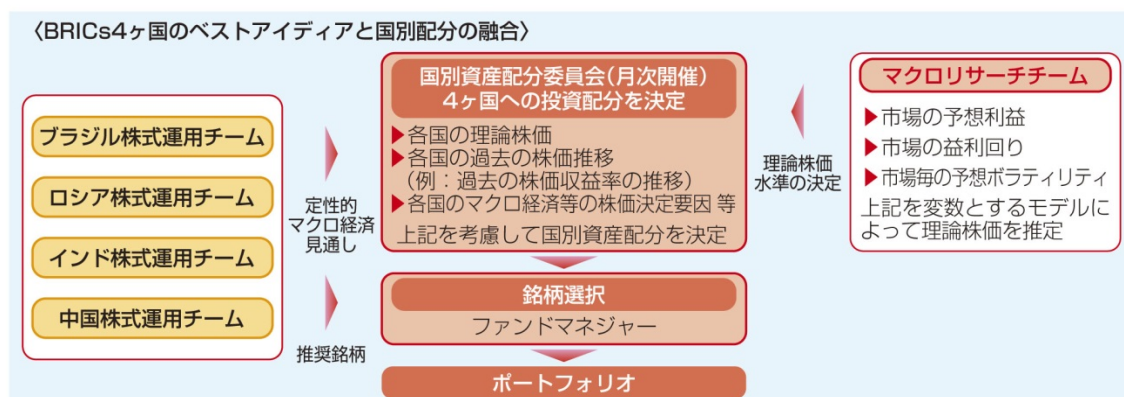 〈BRICs4ヶ国のベストアイディアと国別配分の融合〉
ブラジル株式運用チーム
ロシア株式運用チーム
インド株式運用チーム
中国株式運用チーム
定性的
マクロ経済
見通し
推奨銘柄
国別資産配分委員会(月次開催)
4ヶ国への投資配分を決定
▶各国の理論株価
▶各国の過去の株価推移
(例：過去の株価収益率の推移)
▶各国のマクロ経済等の株価決定要因 等
上記を考慮して国別資産配分を決定
銘柄選択
ファンドマネジャー
ポートフォリオ
理論株価
水準の決定
マクロリサーチチーム
▶市場の予想利益
▶市場の益利回り
▶市場毎の予想ボラティリティ
上記を変数とするモデルに
よって理論株価を推定